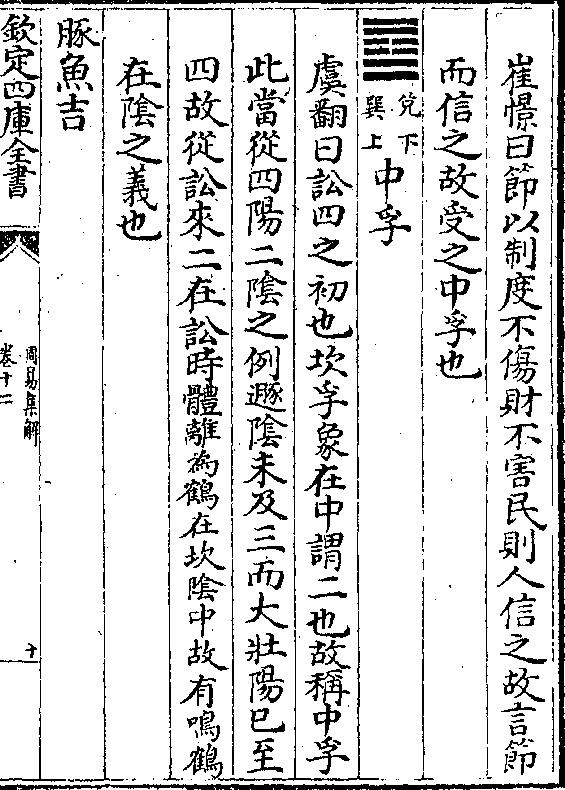 崔憬曰節以制度不傷財不害民則人信之故言節
而信之故受之中孚也
兌下
巽上
中孚
虞翻曰訟四之初也坎孚象在中謂二也故稱中孚
此當從四陽二隂之例遯隂未及三而大壯陽已至
四故從訟來二在訟時體離為鶴在坎隂中故有鳴鶴
在隂之義也
豚魚吉
欽定四庫全書
周易集解
卷十二
十